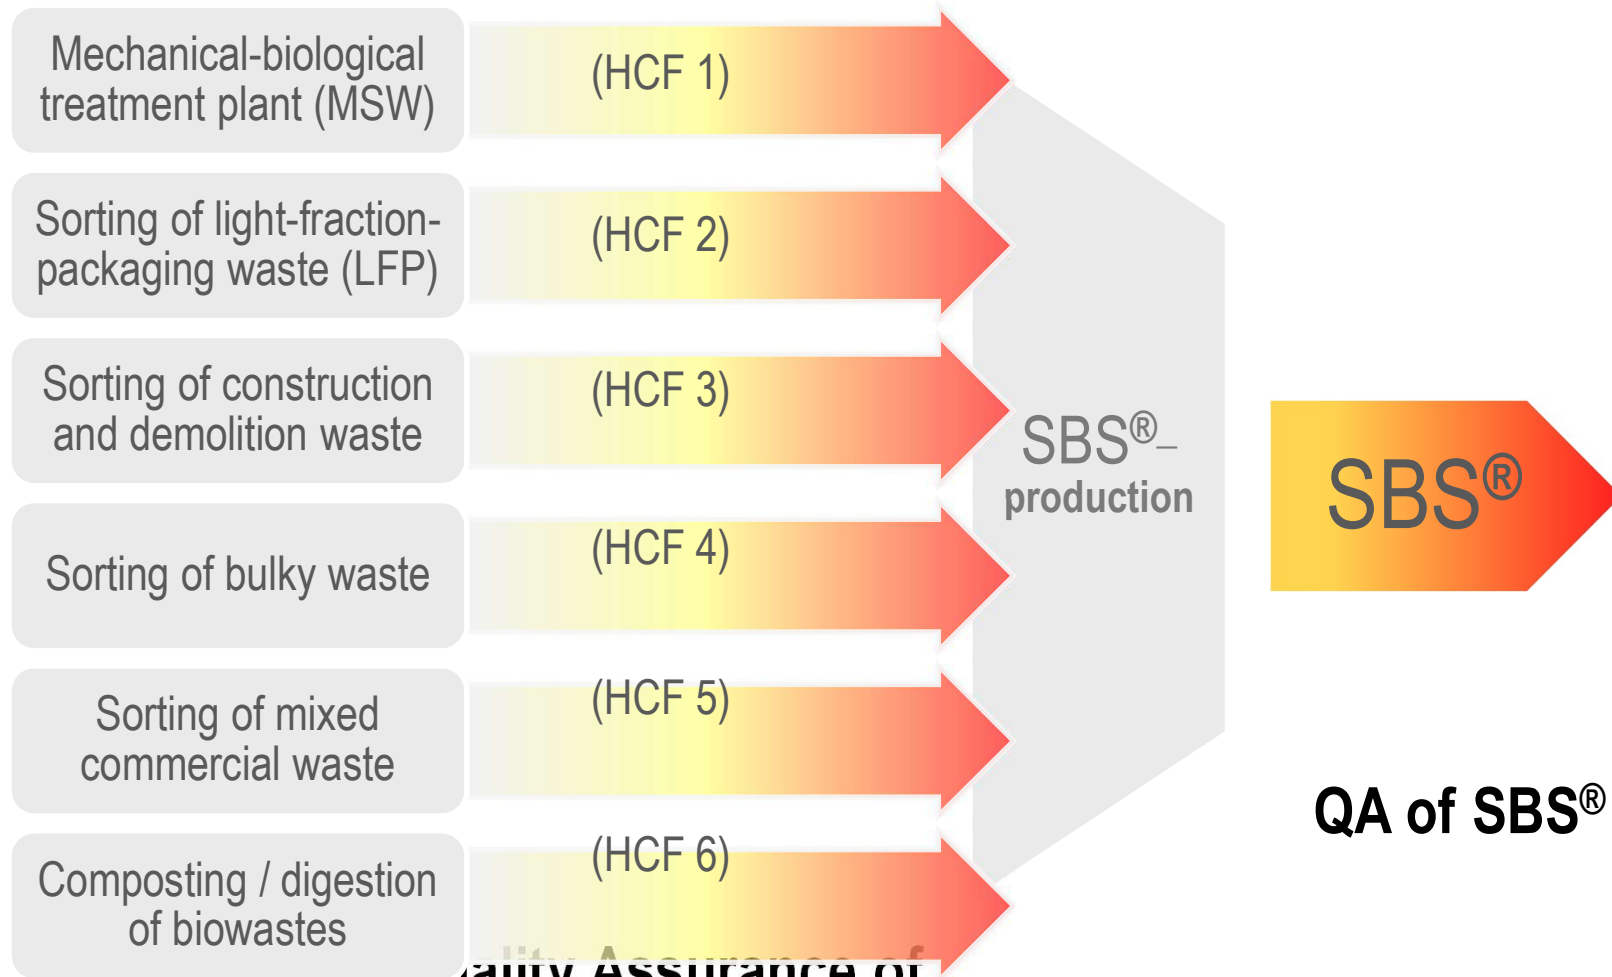 Mechanical-biological
treatment plant (MSW)
(HCF 1)
Sorting of light-fraction-
packaging waste (LFP)
(HCF 2)
Sorting of construction
and demolition waste
(HCF 3)
Sorting of bulky waste
(HCF 4)
Sorting of mixed
commercial waste
(HCF 5)
Composting / digestion
of biowastes
(HCF 6)
SBS®–
production
SBS®
QA of SBS®
Assurance of